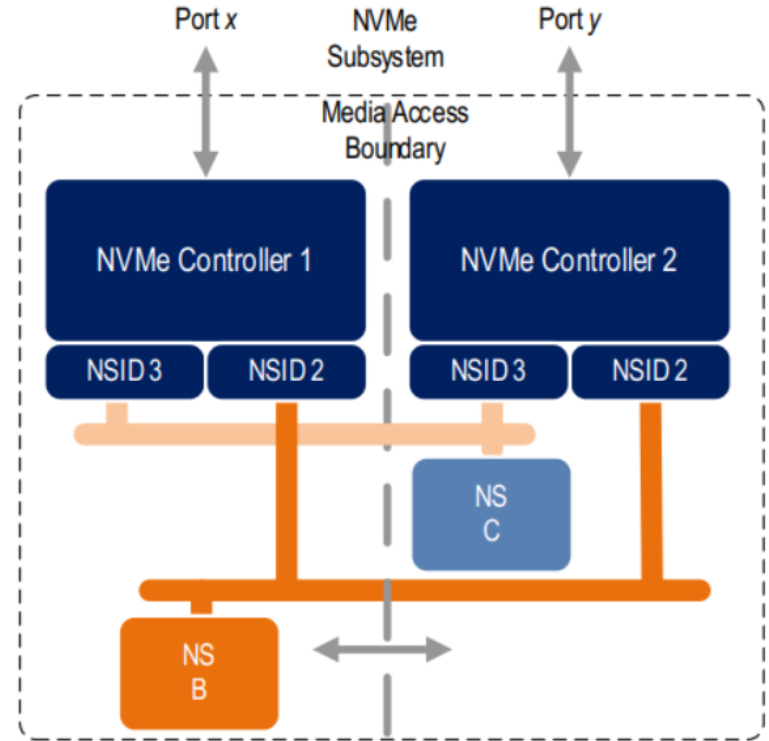 Port x
NVMe
Subsystem
Port y
Media Access
Boundary
NVMe Controller 1
NVMe Controller 2
NSID 3
NSID 2
NSID 3
NSID 2
NS
C
NS
B